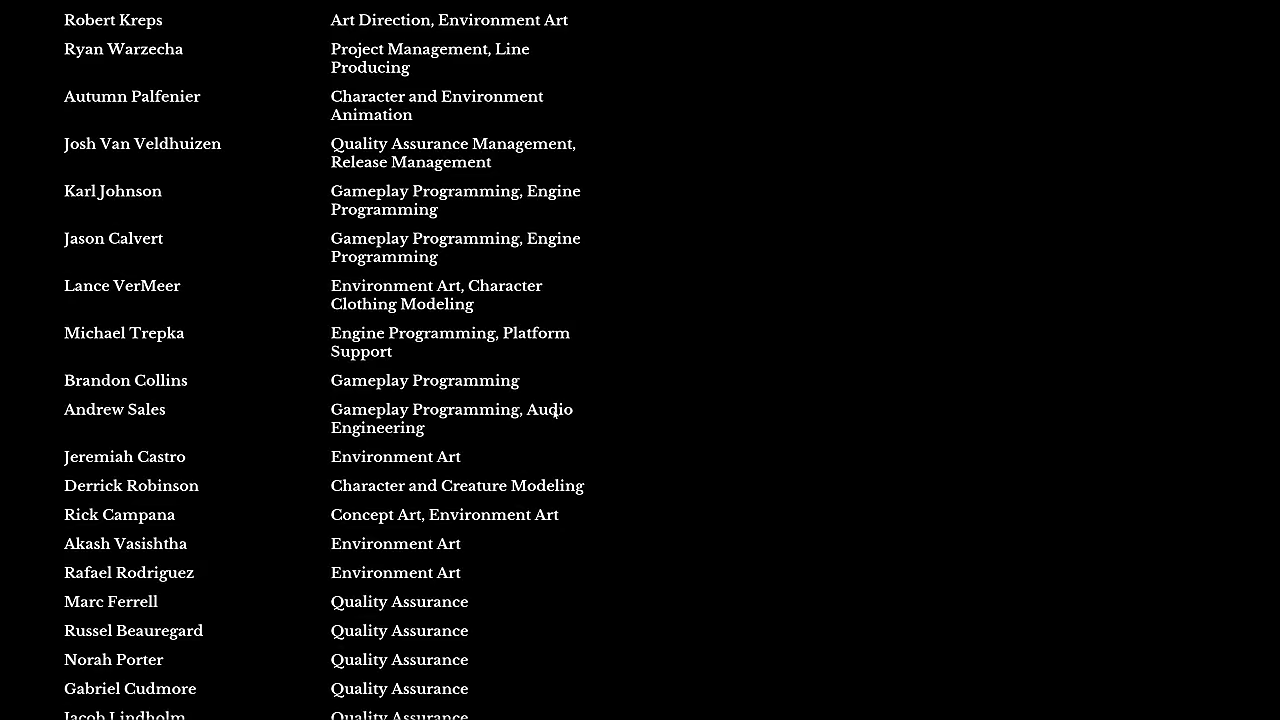 Robert Kreps Art Direction, Environment Art
Ryan Warzecha Project Management, Line
Producing
Autumn Palfenier Character and Environment
Animation
Josh Van Veldhuizen Quality Assurance Management,
Release Management
Karl Johnson Gameplay Programming, Engine
Programming
Jason Calvert Gameplay Programming, Engine
Programming
Lance VerMeer Environment Art, Character
Clothing Modeling
Michael Trepka Engine Programming, Platform
Support
Brandon Collins Gameplay Programming
Andrew Sales Gameplay Programming, Audio
Engineering
Jeremiah Castro Environment Art
Derrick Robinson Character and Creature Modeling
Rick Campana Concept Art, Environment Art
Akash Vasishtha Environment Art
Rafael Rodriguez Environment Art
Marc Ferrell Quality Assurance
Russel Beauregard Quality Assurance
Norah Porter Quality Assurance
Gabriel Cudmore Quality Assurance
Jacob Lindholm Quality Assurance